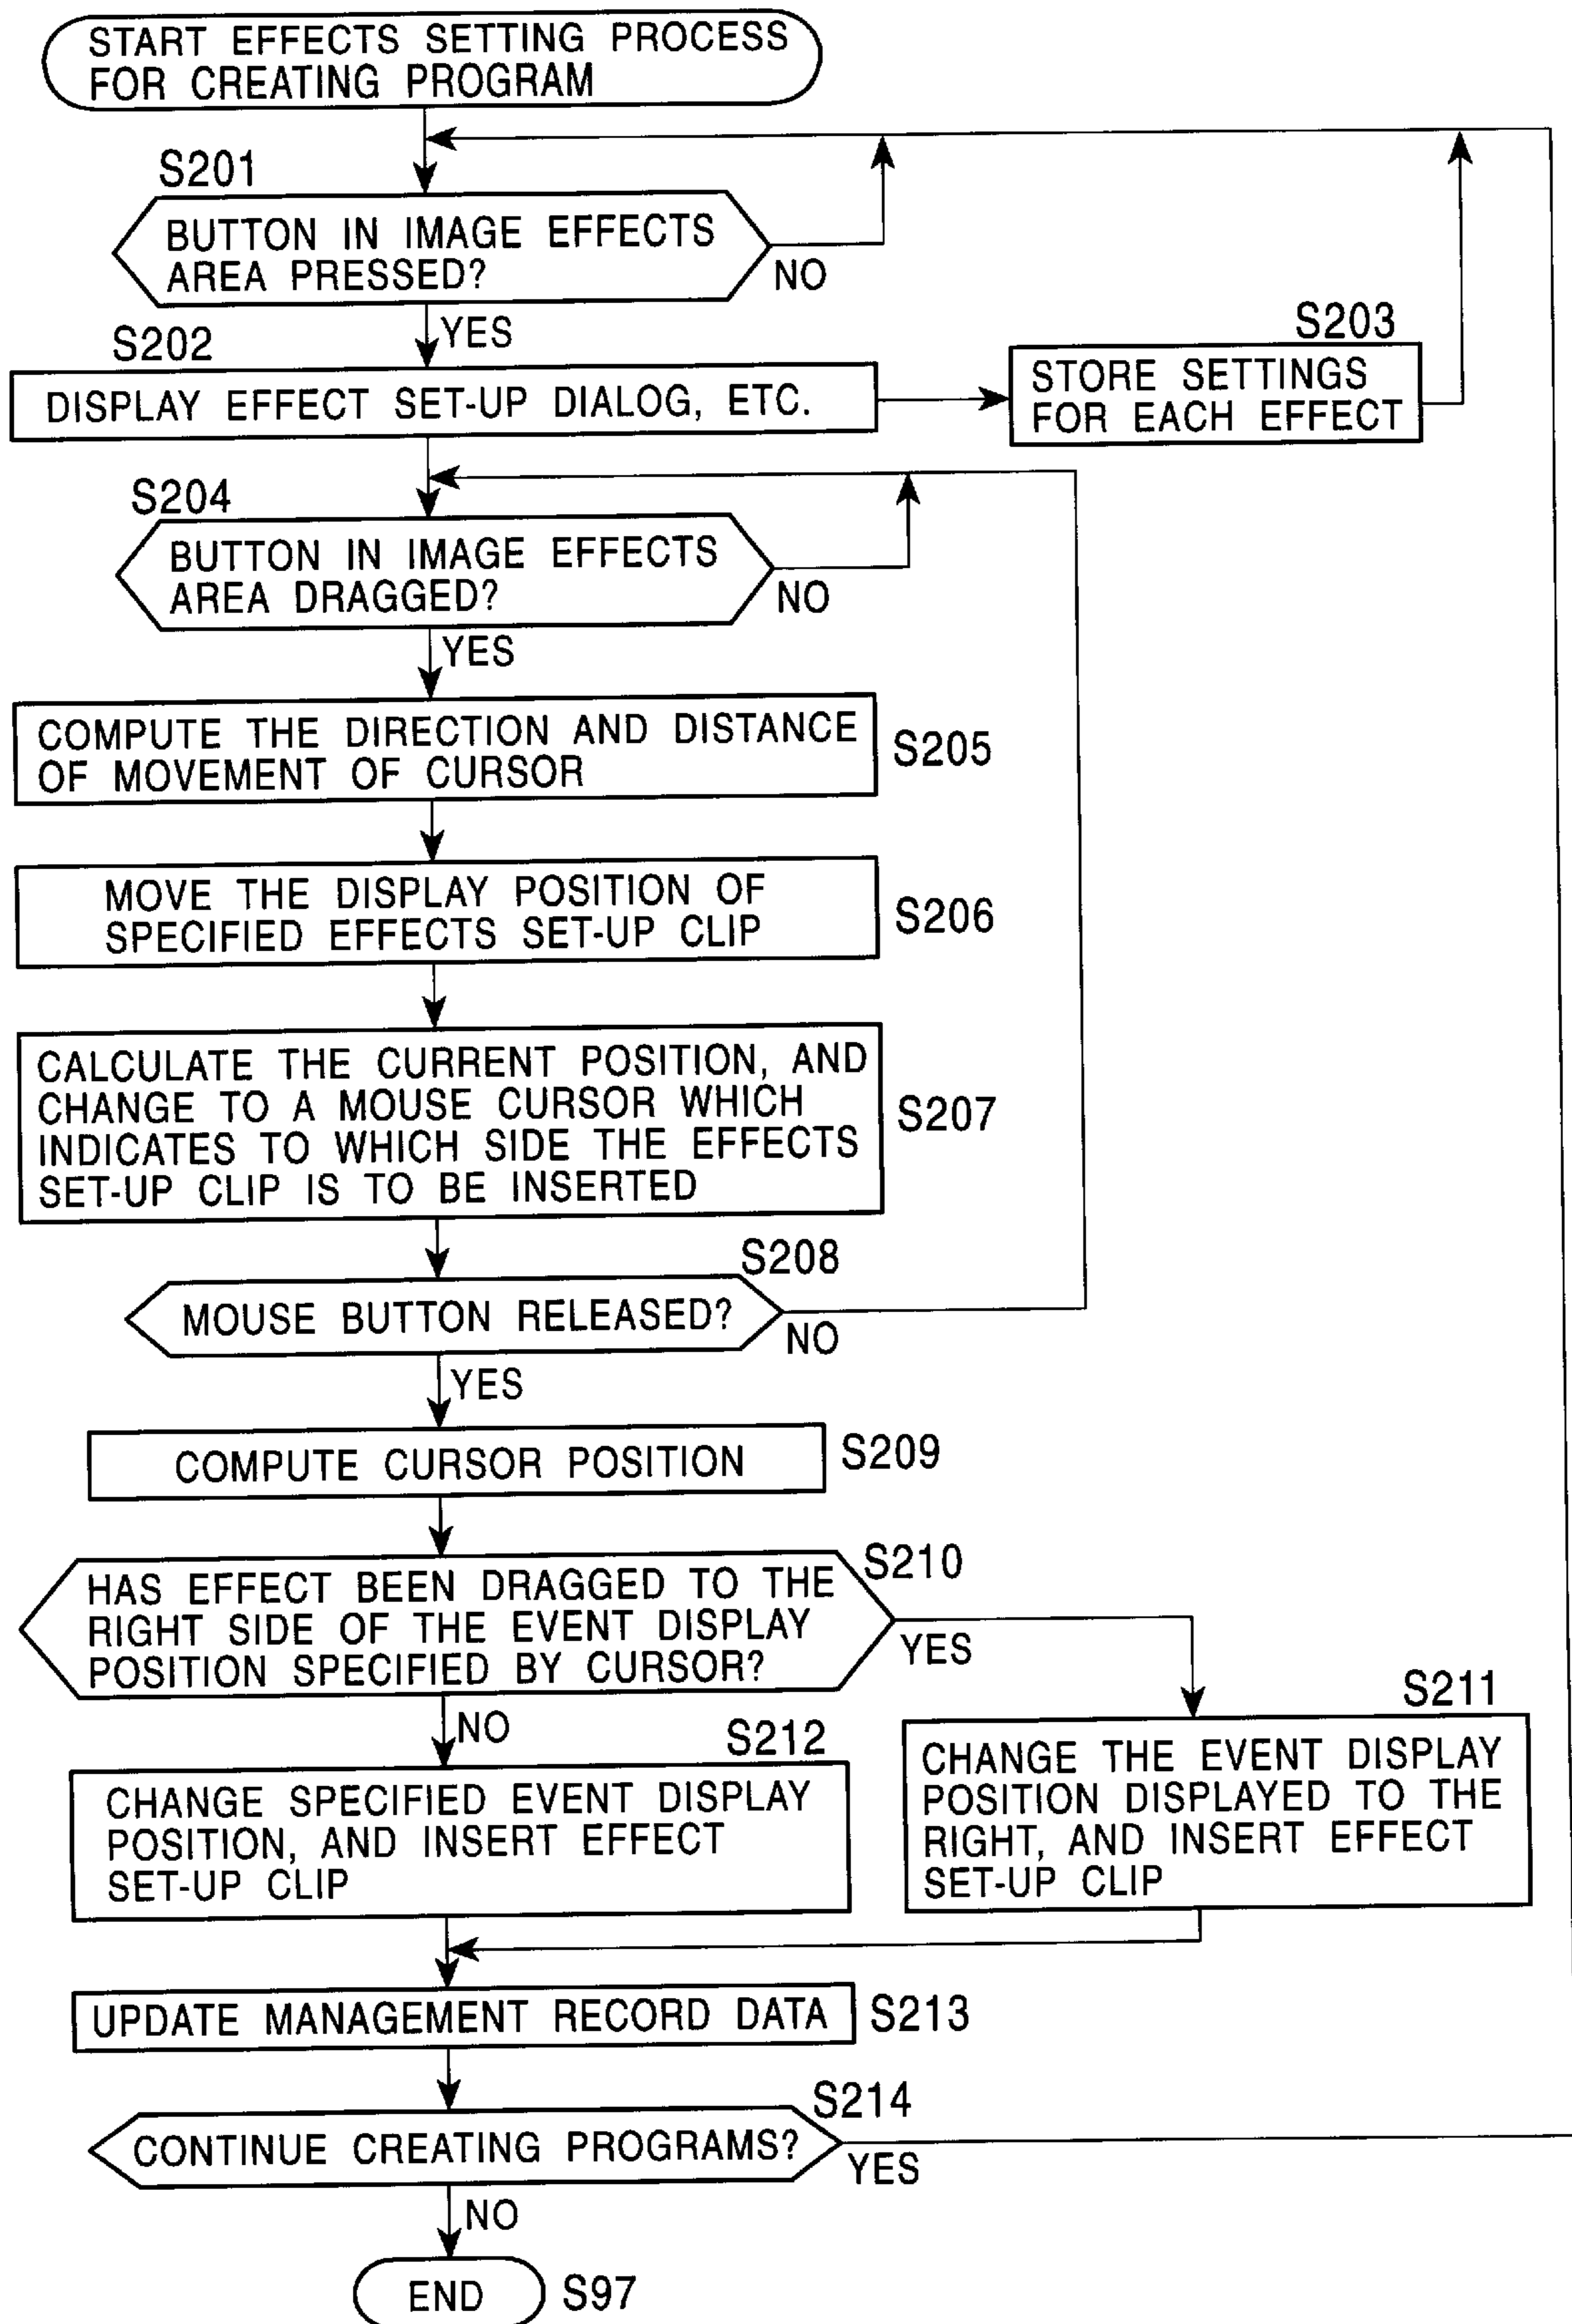 START EFFECTS SETTING PROCESS
FOR CREATING PROGRAM
S201
BUTTON IN IMAGE EFFECTS
AREA PRESSED?
NO
YES
S202
DISPLAY EFFECT SET-UP DIALOG, ETC.
S203
STORE SETTINGS
FOR EACH EFFECT
S204
BUTTON IN IMAGE EFFECTS
AREA DRAGGED?
NO
YES
COMPUTE THE DIRECTION AND DISTANCE
OF MOVEMENT OF CURSOR
S205
MOVE THE DISPLAY POSITION OF
SPECIFIED EFFECTS SET-UP CLIP
S206
CALCULATE THE CURRENT POSITION, AND
CHANGE TO A MOUSE CURSOR WHICH
INDICATES TO WHICH SIDE THE EFFECTS
SET-UP CLIP IS TO BE INSERTED
S207
S208
MOUSE BUTTON RELEASED?
NO
YES
COMPUTE CURSOR POSITION
S209
S210
HAS EFFECT BEEN DRAGGED TO THE
RIGHT SIDE OF THE EVENT DISPLAY
POSITION SPECIFIED BY CURSOR?
YES
NO
S211
CHANGE THE EVENT DISPLAY
POSITION DISPLAYED TO THE
RIGHT, AND INSERT EFFECT
SET-UP CLIP
S212
CHANGE SPECIFIED EVENT DISPLAY
POSITION, AND INSERT EFFECT
SET-UP CLIP
UPDATE MANAGEMENT RECORD DATA
S213
S214
CONTINUE CREATING PROGRAMS?
YES
NO
END
S97